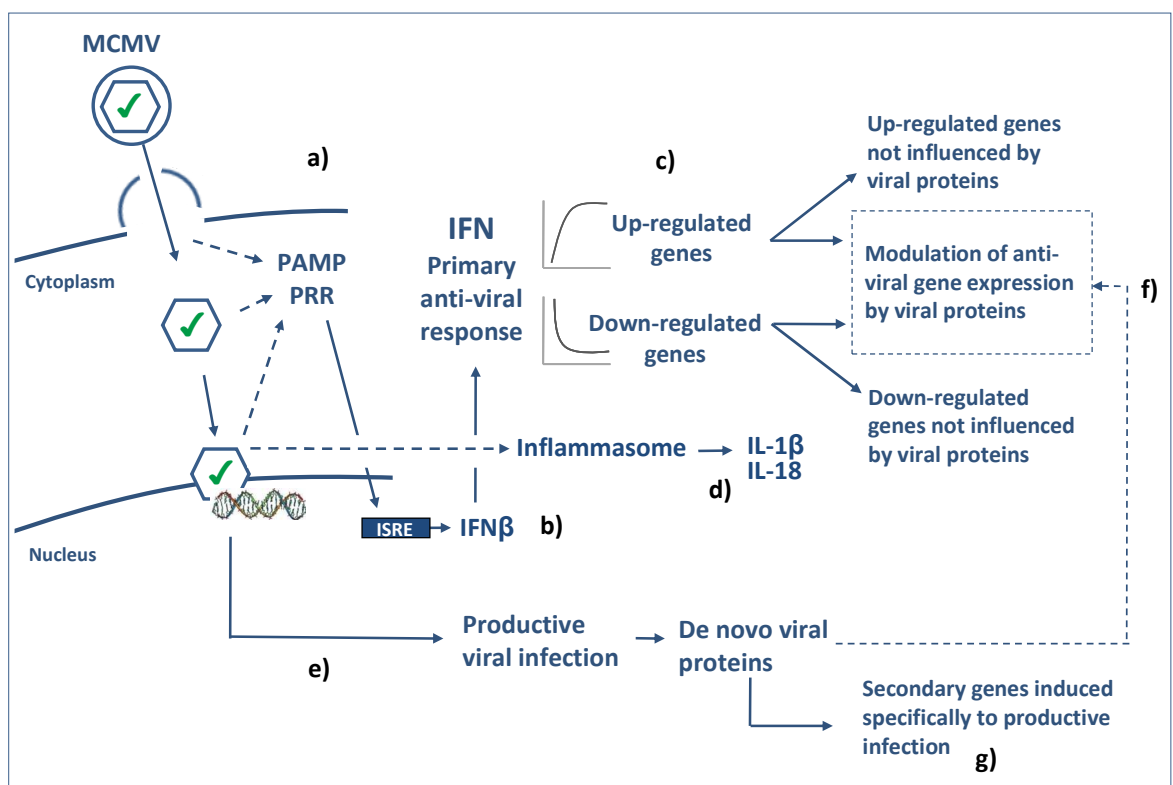 MCMV
a)
c)
Up-regulated genes
not influenced by
viral proteins
IFN
Primary
anti-viral
response
Up-regulated
genes
PAMP
PRR
Cytoplasm
Modulation of anti-
viral gene expression
by viral proteins
f)
Down-regulated
genes
Down-regulated
genes not influenced
by viral proteins
Inflammasome
IL-1β
IL-18
d)
ISRE
IFNβ
b)
Nucleus
Productive
viral infection
De novo viral
proteins
e)
Secondary genes induced
specifically to productive
infection
g)